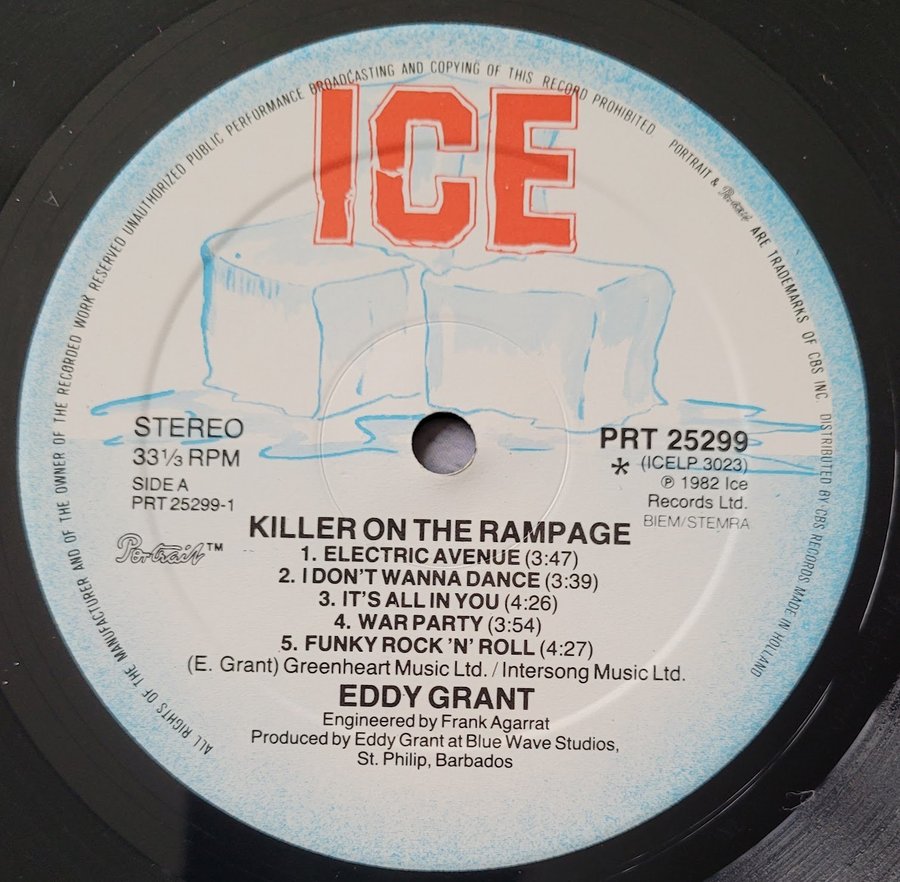 ALL RIGHTS OF THE MANUFACTURER AND OF THE OWNER OF THE RECORDED WORK RESERVED UNAUTHORIZED PUBLIC PERFORMANCE BROADCASTING AND COPYING OF THIS RECORD PROHIBITED. PORTRAIT & Portrait ARE TRADEMARKS OF CBS INC. DISTRIBUTED BY CBS RECORDS MADE IN HOLLAND
ICE
STEREO
33⅓ RPM
SIDE A
PRT 25299-1
Portrait™
PRT 25299
* (ICELP 3023)
℗ 1982 Ice
Records Ltd.
BIEM/STEMRA
KILLER ON THE RAMPAGE
1. ELECTRIC AVENUE (3:47)
2. I DON'T WANNA DANCE (3:39)
3. IT'S ALL IN YOU (4:26)
4. WAR PARTY (3:54)
5. FUNKY ROCK 'N' ROLL (4:27)
(E. Grant) Greenheart Music Ltd. / Intersong Music Ltd.
EDDY GRANT
Engineered by Frank Agarrat
Produced by Eddy Grant at Blue Wave Studios,
St. Philip, Barbados